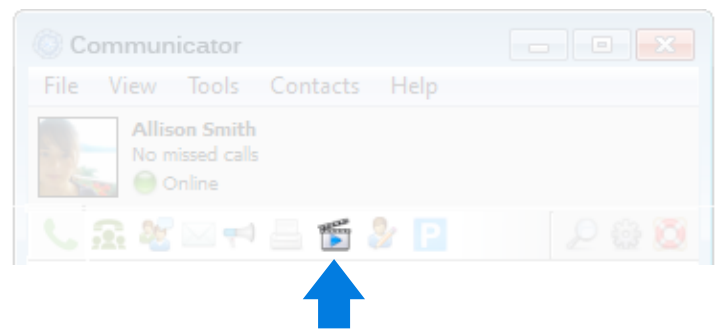 Communicator
File View Tools Contacts Help
Allison Smith
No missed calls
Online
P